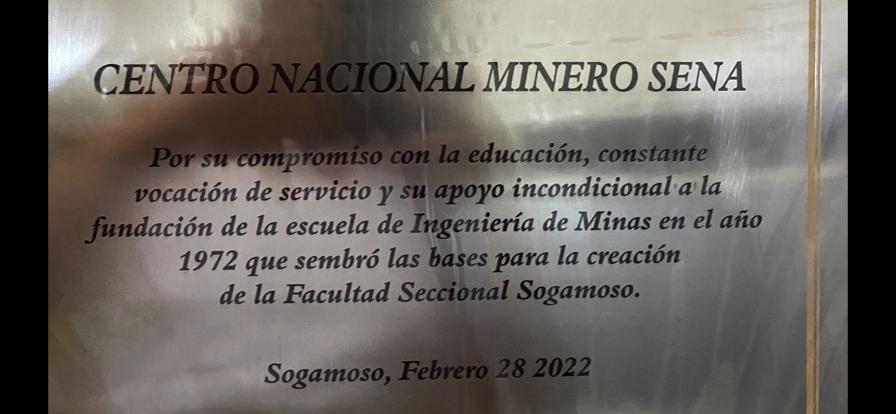 CENTRO NACIONAL MINERO SENA
Por su compromiso con la educación, constante
vocación de servicio y su apoyo incondicional a la
fundación de la escuela de Ingeniería de Minas en el año
1972 que sembró las bases para la creación
de la Facultad Seccional Sogamoso.
Sogamoso, Febrero 28 2022